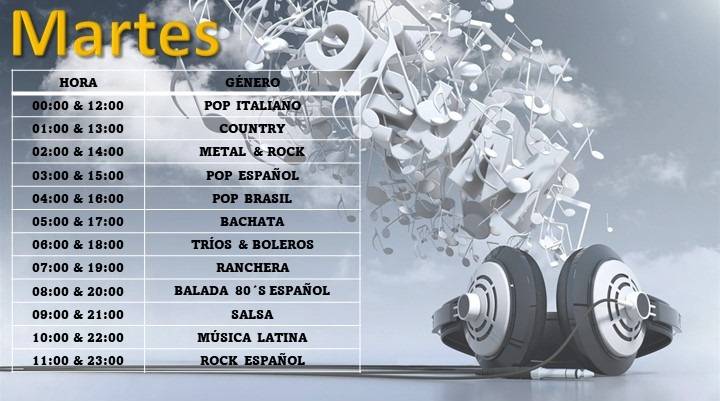 Martes
HORA GÉNERO
00:00 & 12:00 POP ITALIANO
01:00 & 13:00 COUNTRY
02:00 & 14:00 METAL & ROCK
03:00 & 15:00 POP ESPAÑOL
04:00 & 16:00 POP BRASIL
05:00 & 17:00 BACHATA
06:00 & 18:00 TRÍOS & BOLEROS
07:00 & 19:00 RANCHERA
08:00 & 20:00 BALADA 80´S ESPAÑOL
09:00 & 21:00 SALSA
10:00 & 22:00 MÚSICA LATINA
11:00 & 23:00 ROCK ESPAÑOL